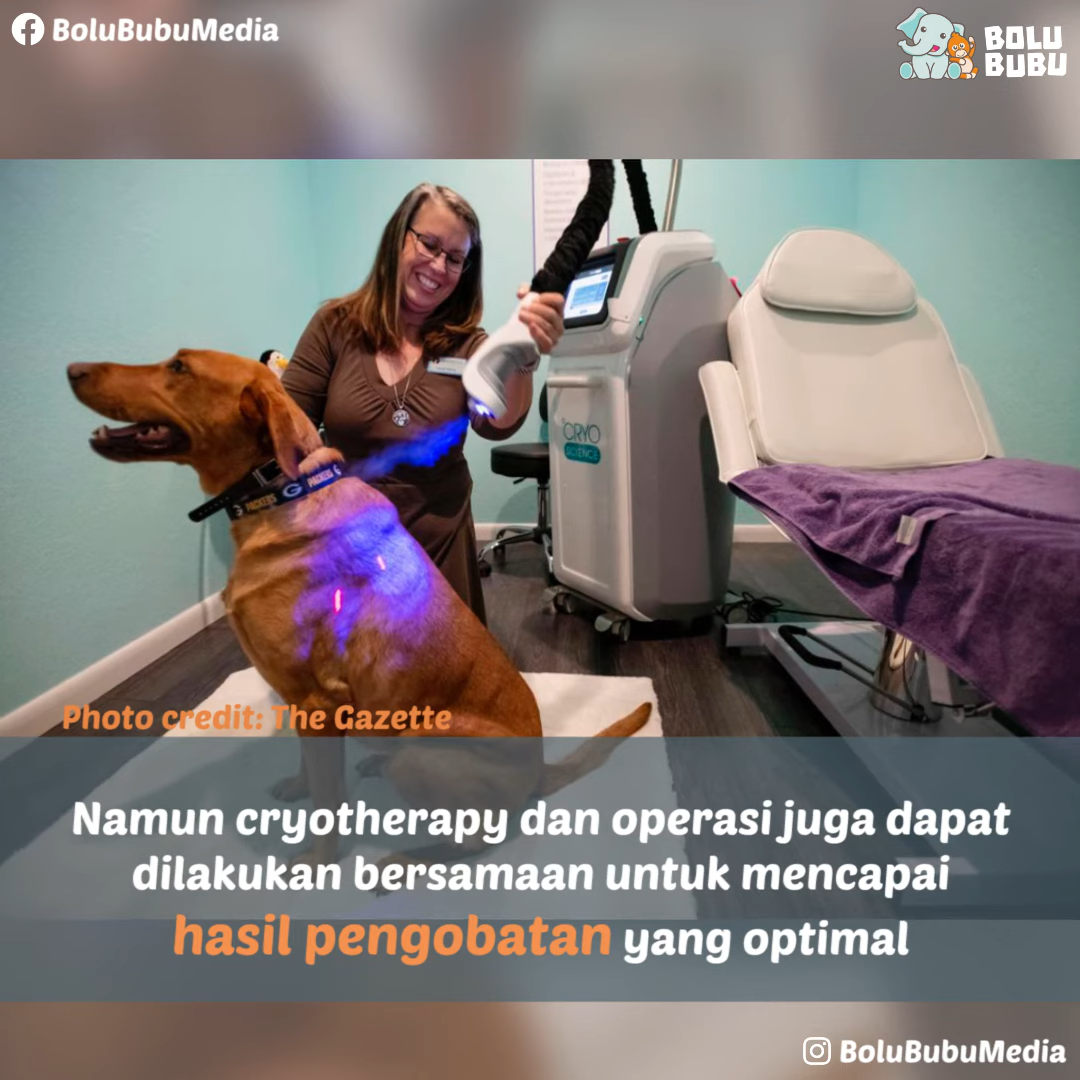 BoluBubuMedia
BOLU
BUBU
CRYO
SCIENCE
PACKERS G PACKERS G
Photo credit: The Gazette
Namun cryotherapy dan operasi juga dapat
dilakukan bersamaan untuk mencapai
hasil pengobatan yang optimal
BoluBubuMedia